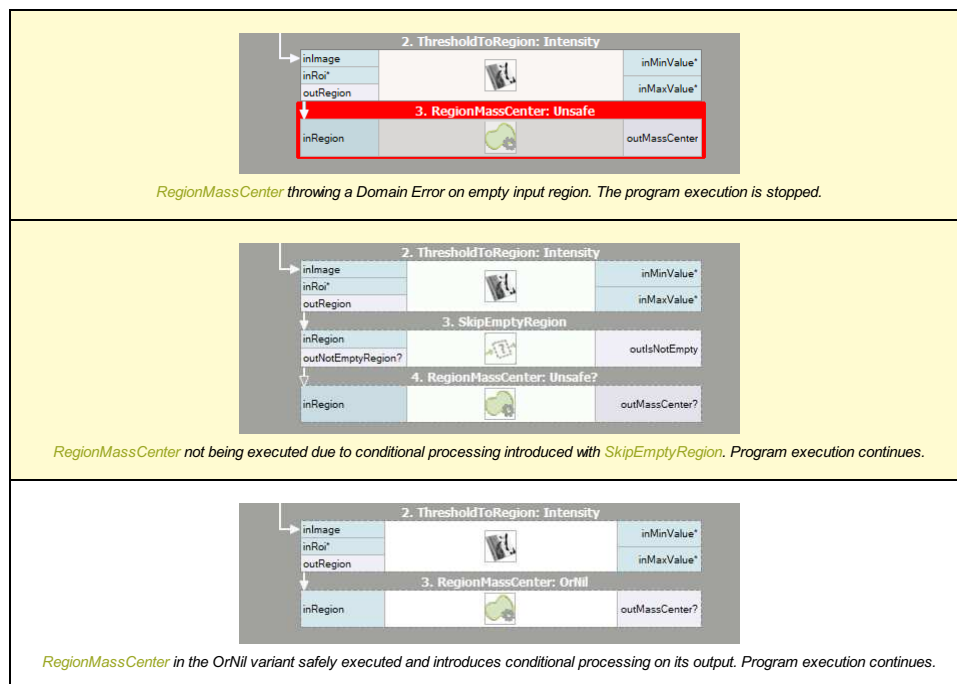 2. ThresholdToRegion: Intensity
inImage
inRoi*
outRegion
inMinValue*
inMaxValue*
3. RegionMassCenter: Unsafe
inRegion
outMassCenter
RegionMassCenter throwing a Domain Error on empty input region. The program execution is stopped.
2. ThresholdToRegion: Intensity
inImage
inRoi*
outRegion
inMinValue*
inMaxValue*
3. SkipEmptyRegion
inRegion
outNotEmptyRegion?
outIsNotEmpty
4. RegionMassCenter: Unsafe?
inRegion
outMassCenter?
RegionMassCenter not being executed due to conditional processing introduced with SkipEmptyRegion. Program execution continues.
2. ThresholdToRegion: Intensity
inImage
inRoi*
outRegion
inMinValue*
inMaxValue*
3. RegionMassCenter: OrNil
inRegion
outMassCenter?
RegionMassCenter in the OrNil variant safely executed and introduces conditional processing on its output. Program execution continues.